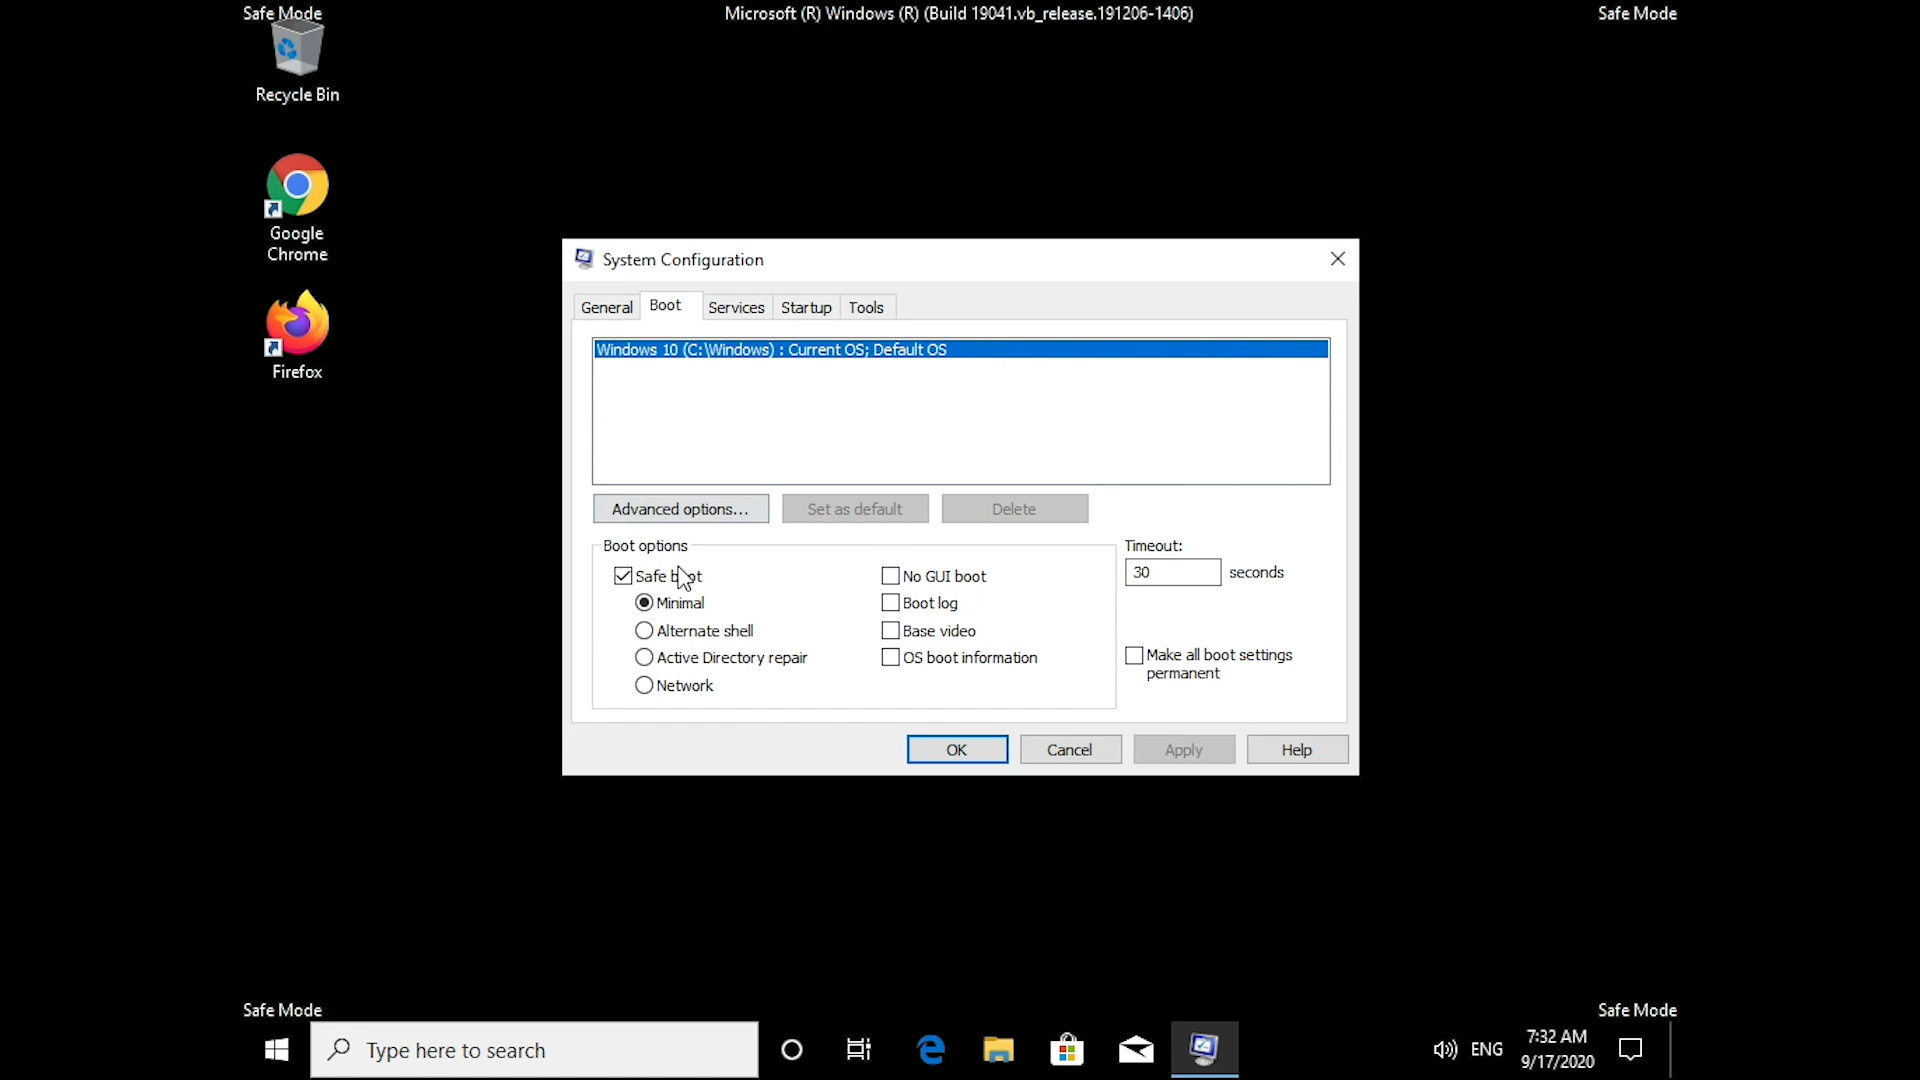 Safe Mode
Microsoft (R) Windows (R) (Build 19041.vb_release.191206-1406)
Safe Mode
Recycle Bin
Google
Chrome
Firefox
System Configuration
General
Boot
Services
Startup
Tools
Windows 10 (C:\Windows) : Current OS; Default OS
Advanced options...
Set as default
Delete
Boot options
Safe boot
Minimal
Alternate shell
Active Directory repair
Network
No GUI boot
Boot log
Base video
OS boot information
Timeout:
30
seconds
Make all boot settings
permanent
OK
Cancel
Apply
Help
Safe Mode
Safe Mode
Type here to search
ENG
7:32 AM
9/17/2020